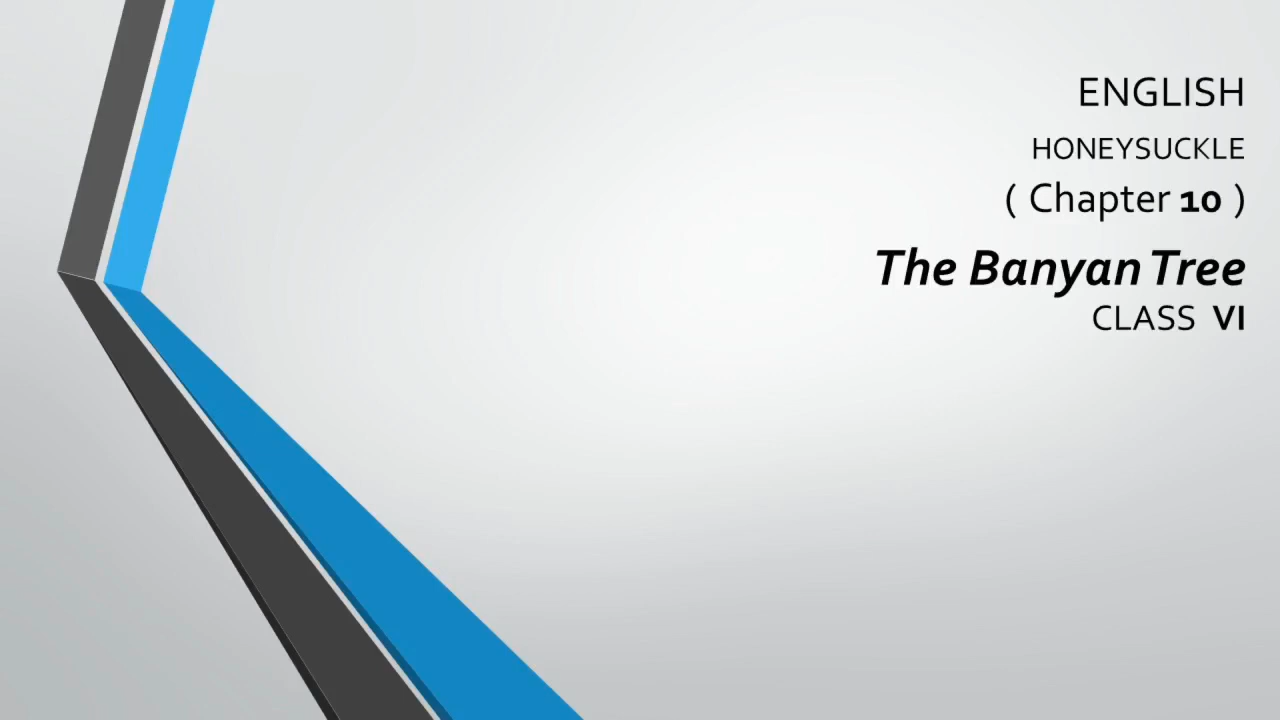 ENGLISH
HONEYSUCKLE
( Chapter 10 )
The Banyan Tree
CLASS VI